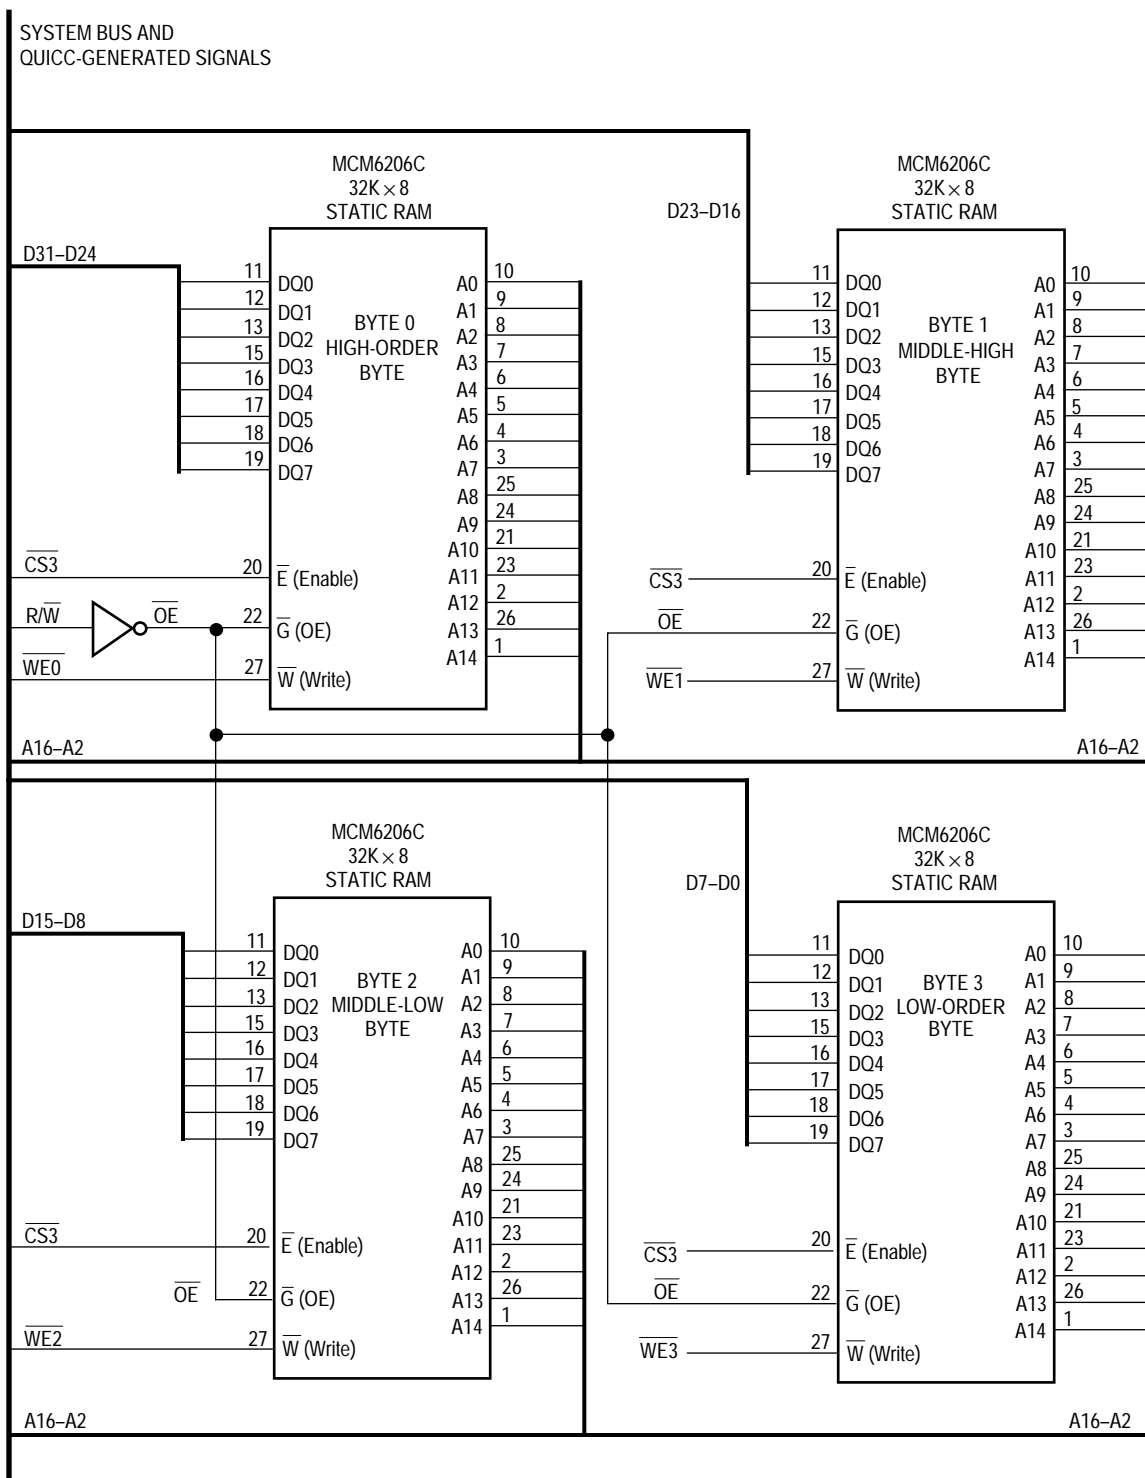 SYSTEM BUS AND
QUICC-GENERATED SIGNALS
MCM6206C
32K × 8
STATIC RAM
D31–D24
11
12
13
15
16
17
18
19
DQ0
DQ1
DQ2
DQ3
DQ4
DQ5
DQ6
DQ7
BYTE 0
HIGH-ORDER
BYTE
A0
A1
A2
A3
A4
A5
A6
A7
A8
A9
A10
A11
A12
A13
A14
10
9
8
7
6
5
4
3
25
24
21
23
2
26
1
C̅S̅3̅ 20 E̅ (Enable)
R/W̅ O̅E̅ 22 G̅ (OE)
W̅E̅0̅ 27 W̅ (Write)
A16–A2
MCM6206C
32K × 8
STATIC RAM
D23–D16
11
12
13
15
16
17
18
19
DQ0
DQ1
DQ2
DQ3
DQ4
DQ5
DQ6
DQ7
BYTE 1
MIDDLE-HIGH
BYTE
A0
A1
A2
A3
A4
A5
A6
A7
A8
A9
A10
A11
A12
A13
A14
10
9
8
7
6
5
4
3
25
24
21
23
2
26
1
C̅S̅3̅ 20 E̅ (Enable)
O̅E̅ 22 G̅ (OE)
W̅E̅1̅ 27 W̅ (Write)
A16–A2
MCM6206C
32K × 8
STATIC RAM
D15–D8
11
12
13
15
16
17
18
19
DQ0
DQ1
DQ2
DQ3
DQ4
DQ5
DQ6
DQ7
BYTE 2
MIDDLE-LOW
BYTE
A0
A1
A2
A3
A4
A5
A6
A7
A8
A9
A10
A11
A12
A13
A14
10
9
8
7
6
5
4
3
25
24
21
23
2
26
1
C̅S̅3̅ 20 E̅ (Enable)
O̅E̅ 22 G̅ (OE)
W̅E̅2̅ 27 W̅ (Write)
A16–A2
MCM6206C
32K × 8
STATIC RAM
D7–D0
11
12
13
15
16
17
18
19
DQ0
DQ1
DQ2
DQ3
DQ4
DQ5
DQ6
DQ7
BYTE 3
LOW-ORDER
BYTE
A0
A1
A2
A3
A4
A5
A6
A7
A8
A9
A10
A11
A12
A13
A14
10
9
8
7
6
5
4
3
25
24
21
23
2
26
1
C̅S̅3̅ 20 E̅ (Enable)
O̅E̅ 22 G̅ (OE)
W̅E̅3̅ 27 W̅ (Write)
A16–A2